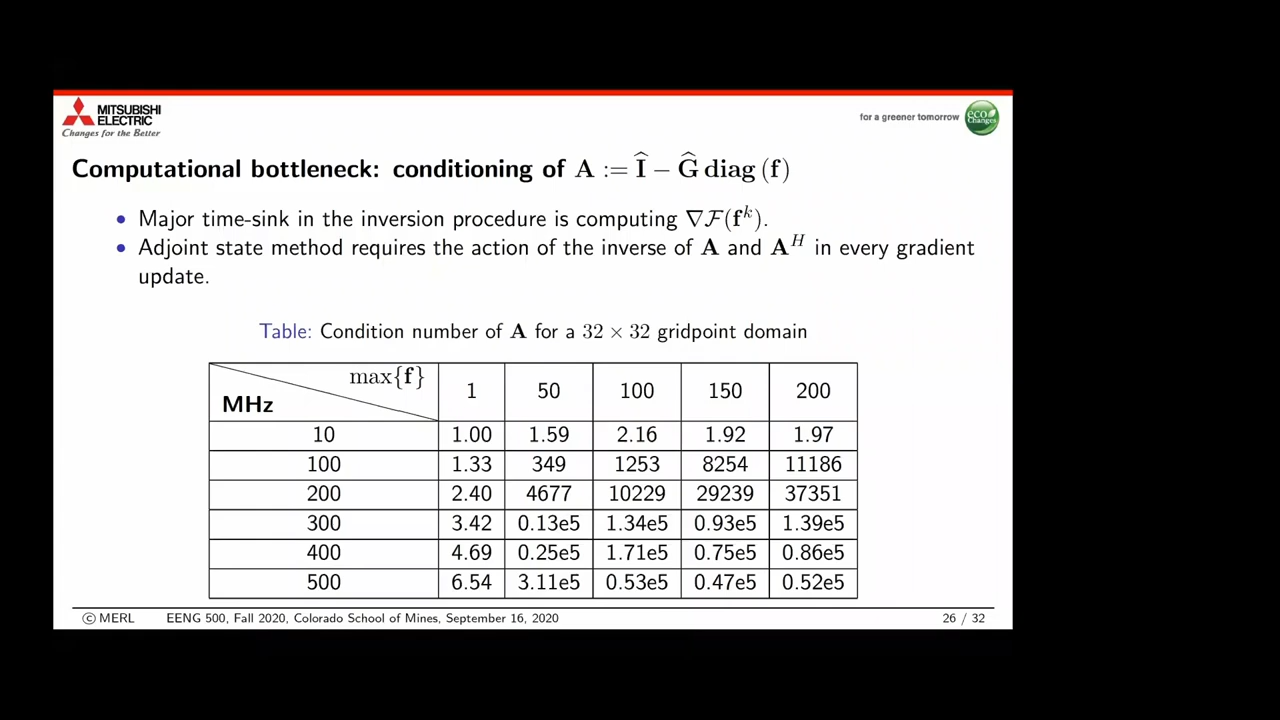 MITSUBISHI
ELECTRIC
Changes for the Better
for a greener tomorrow
eco
Changes
Computational bottleneck: conditioning of A := Î − Ĝ diag (f)
• Major time-sink in the inversion procedure is computing ∇ℱ(f^k).
• Adjoint state method requires the action of the inverse of A and A^H in every gradient
update.
Table: Condition number of A for a 32 × 32 gridpoint domain
max{f}
MHz 1 50 100 150 200
10 1.00 1.59 2.16 1.92 1.97
100 1.33 349 1253 8254 11186
200 2.40 4677 10229 29239 37351
300 3.42 0.13e5 1.34e5 0.93e5 1.39e5
400 4.69 0.25e5 1.71e5 0.75e5 0.86e5
500 6.54 3.11e5 0.53e5 0.47e5 0.52e5
© MERL EENG 500, Fall 2020, Colorado School of Mines, September 16, 2020 26 / 32